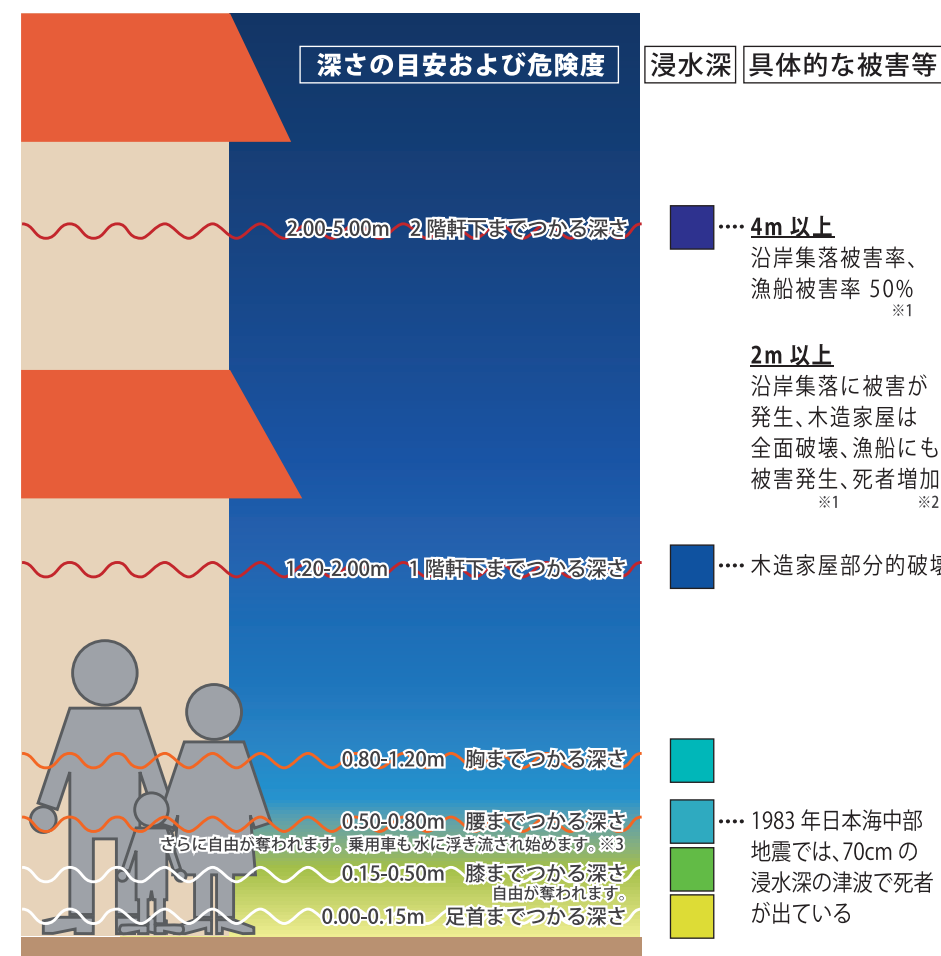 深さの目安および危険度
浸水深
具体的な被害等
2.00-5.00m 2階軒下までつかる深さ
4m 以上
沿岸集落被害率、
漁船被害率 50%
※1
2m 以上
沿岸集落に被害が
発生、木造家屋は
全面破壊、漁船にも
被害発生、死者増加
※1 ※2
1.20-2.00m 1階軒下までつかる深さ
木造家屋部分的破壊
0.80-1.20m 胸までつかる深さ
0.50-0.80m 腰までつかる深さ
さらに自由が奪われます。乗用車も水に浮き流され始めます。※3
0.15-0.50m 膝までつかる深さ
自由が奪われます。
0.00-0.15m 足首までつかる深さ
1983 年日本海中部
地震では、70cm の
浸水深の津波で死者
が出ている